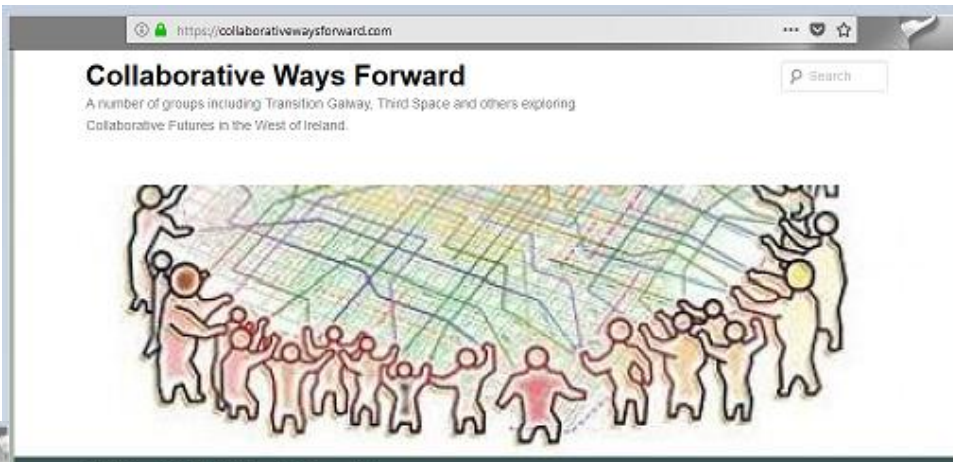 https://collaborativewaysforward.com
Collaborative Ways Forward
Search
A number of groups including Transition Galway, Third Space and others exploring
Collaborative Futures in the West of Ireland.